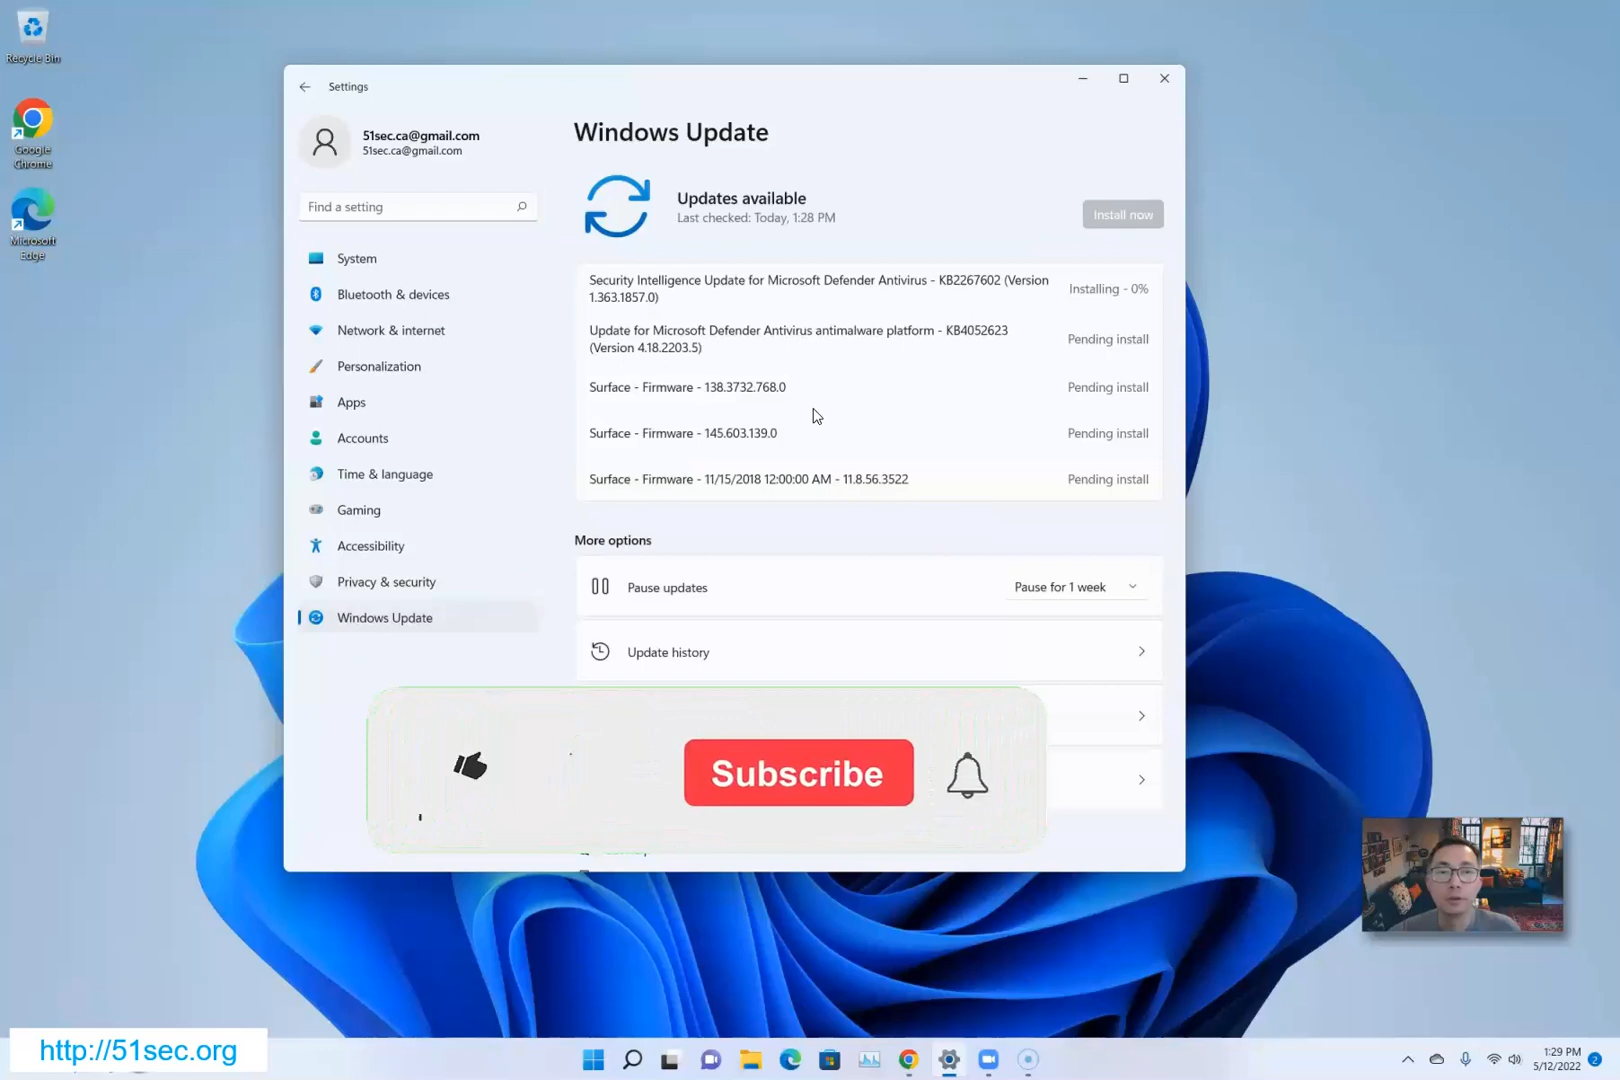 Recycle Bin
Google
Chrome
Microsoft
Edge
Settings
51sec.ca@gmail.com
51sec.ca@gmail.com
Find a setting
System
Bluetooth & devices
Network & internet
Personalization
Apps
Accounts
Time & language
Gaming
Accessibility
Privacy & security
Windows Update
Windows Update
Updates available
Last checked: Today, 1:28 PM
Install now
Security Intelligence Update for Microsoft Defender Antivirus - KB2267602 (Version
1.363.1857.0)
Installing - 0%
Update for Microsoft Defender Antivirus antimalware platform - KB4052623
(Version 4.18.2203.5)
Pending install
Surface - Firmware - 138.3732.768.0
Pending install
Surface - Firmware - 145.603.139.0
Pending install
Surface - Firmware - 11/15/2018 12:00:00 AM - 11.8.56.3522
Pending install
More options
Pause updates
Pause for 1 week
Update history
Subscribe
http://51sec.org
1:29 PM
5/12/2022
2